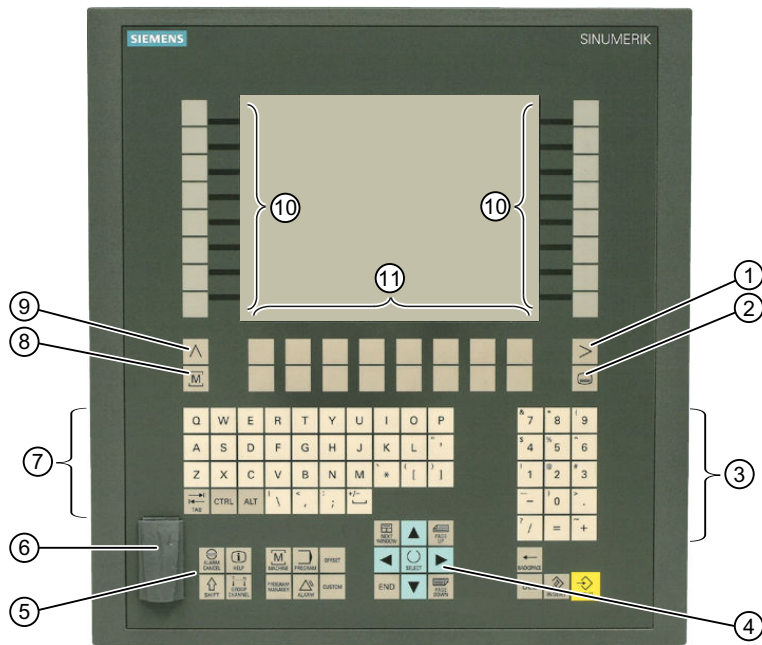 SIEMENS
SINUMERIK
10
10
11
1
2
9
8
M
Q W E R T Y U I O P
A S D F G H J K L " '
Z X C V B N M ` * { [ } ]
TAB CTRL ALT | \ < , : ; +/-
& 7 * 8 ( 9
$ 4 % 5 ^ 6
! 1 @ 2 # 3
_ - ) 0 > .
? / = ~ +
7
3
6
5
4
ALARM CANCEL
HELP
M MACHINE
PROGRAM
OFFSET
NEXT WINDOW
PAGE UP
SHIFT
GROUP CHANNEL
PROGRAM MANAGER
ALARM
CUSTOM
SELECT
END
PAGE DOWN
BACKSPACE
INSERT